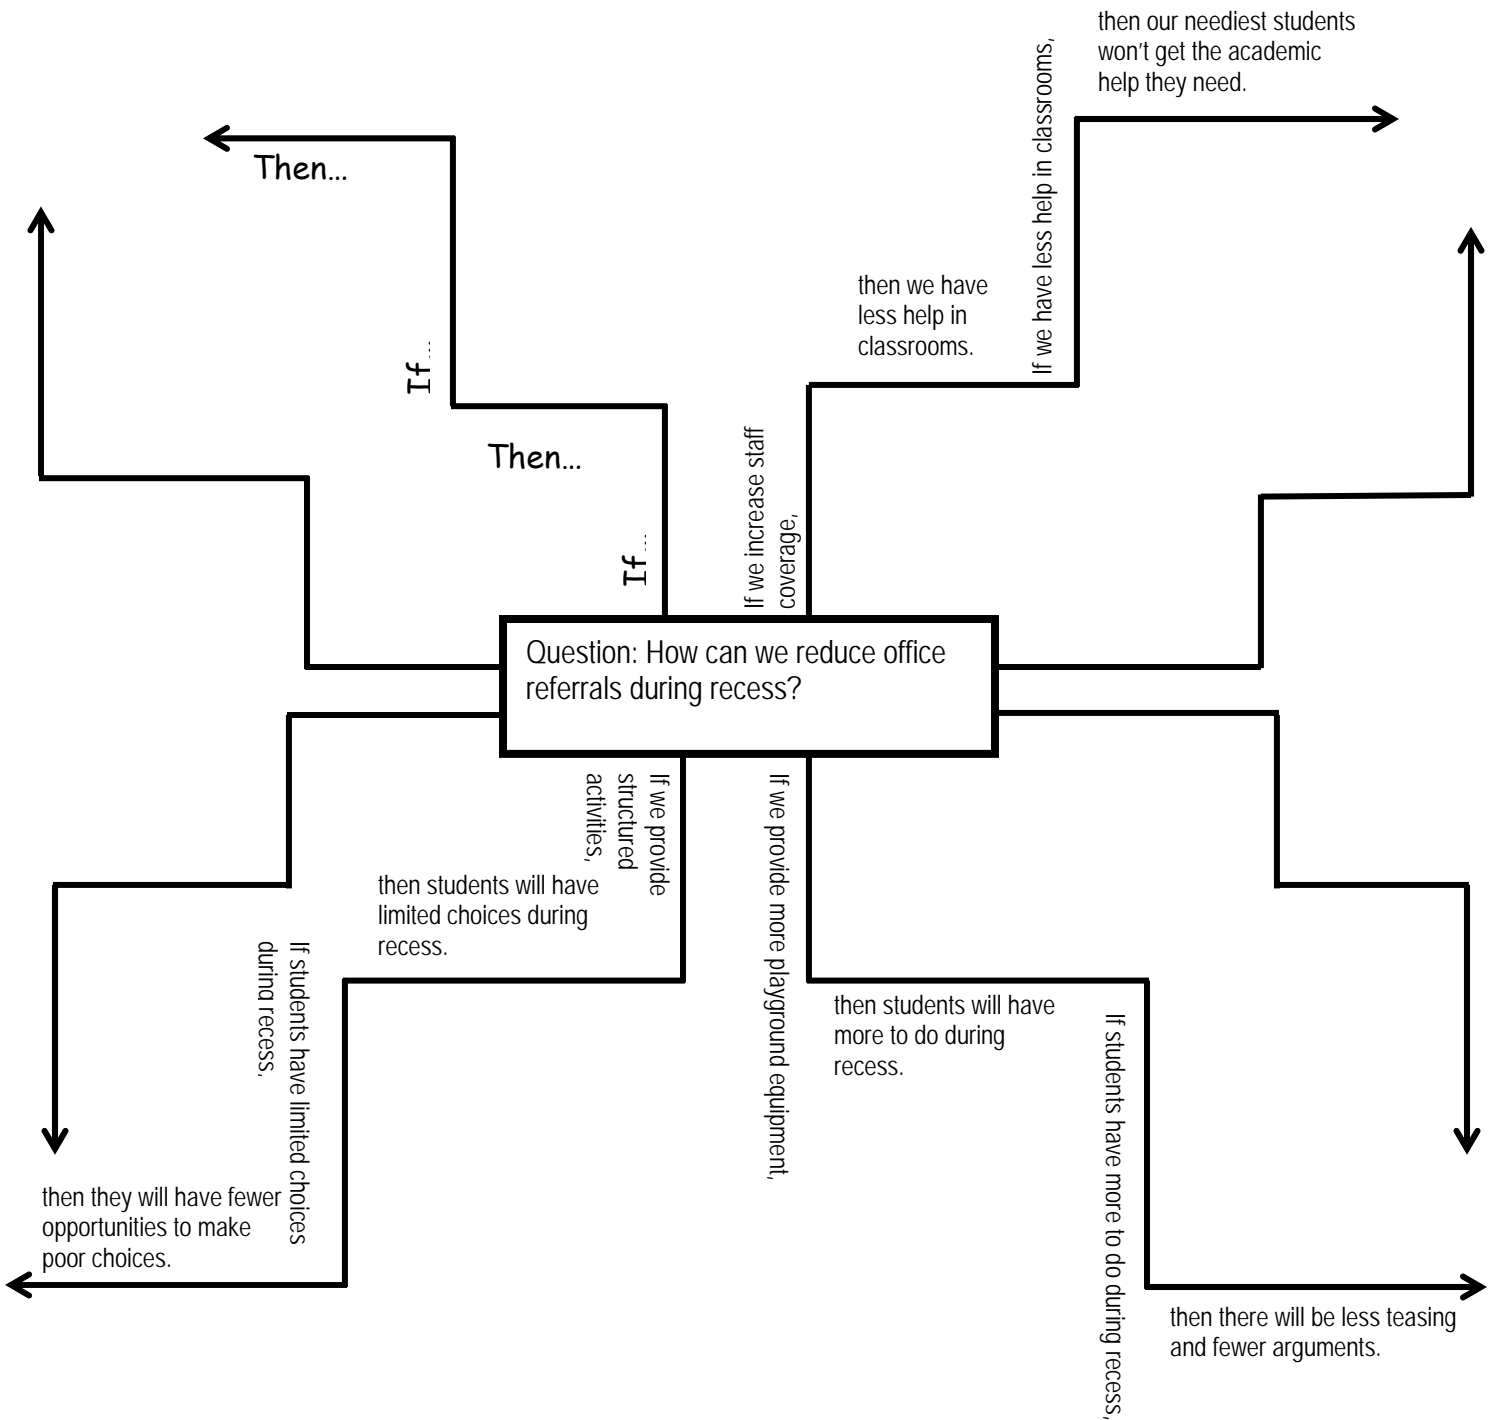 then our neediest students
won't get the academic
help they need.
If we have less help in classrooms,
Then...
then we have
less help in
classrooms.
If...
Then...
If we increase staff
coverage,
If...
Question: How can we reduce office
referrals during recess?
If we provide
structured
activities,
If we provide more playground equipment,
then students will have
limited choices during
recess.
If students have limited choices
during recess,
then students will have
more to do during
recess.
If students have more to do during recess,
then they will have fewer
opportunities to make
poor choices.
then there will be less teasing
and fewer arguments.